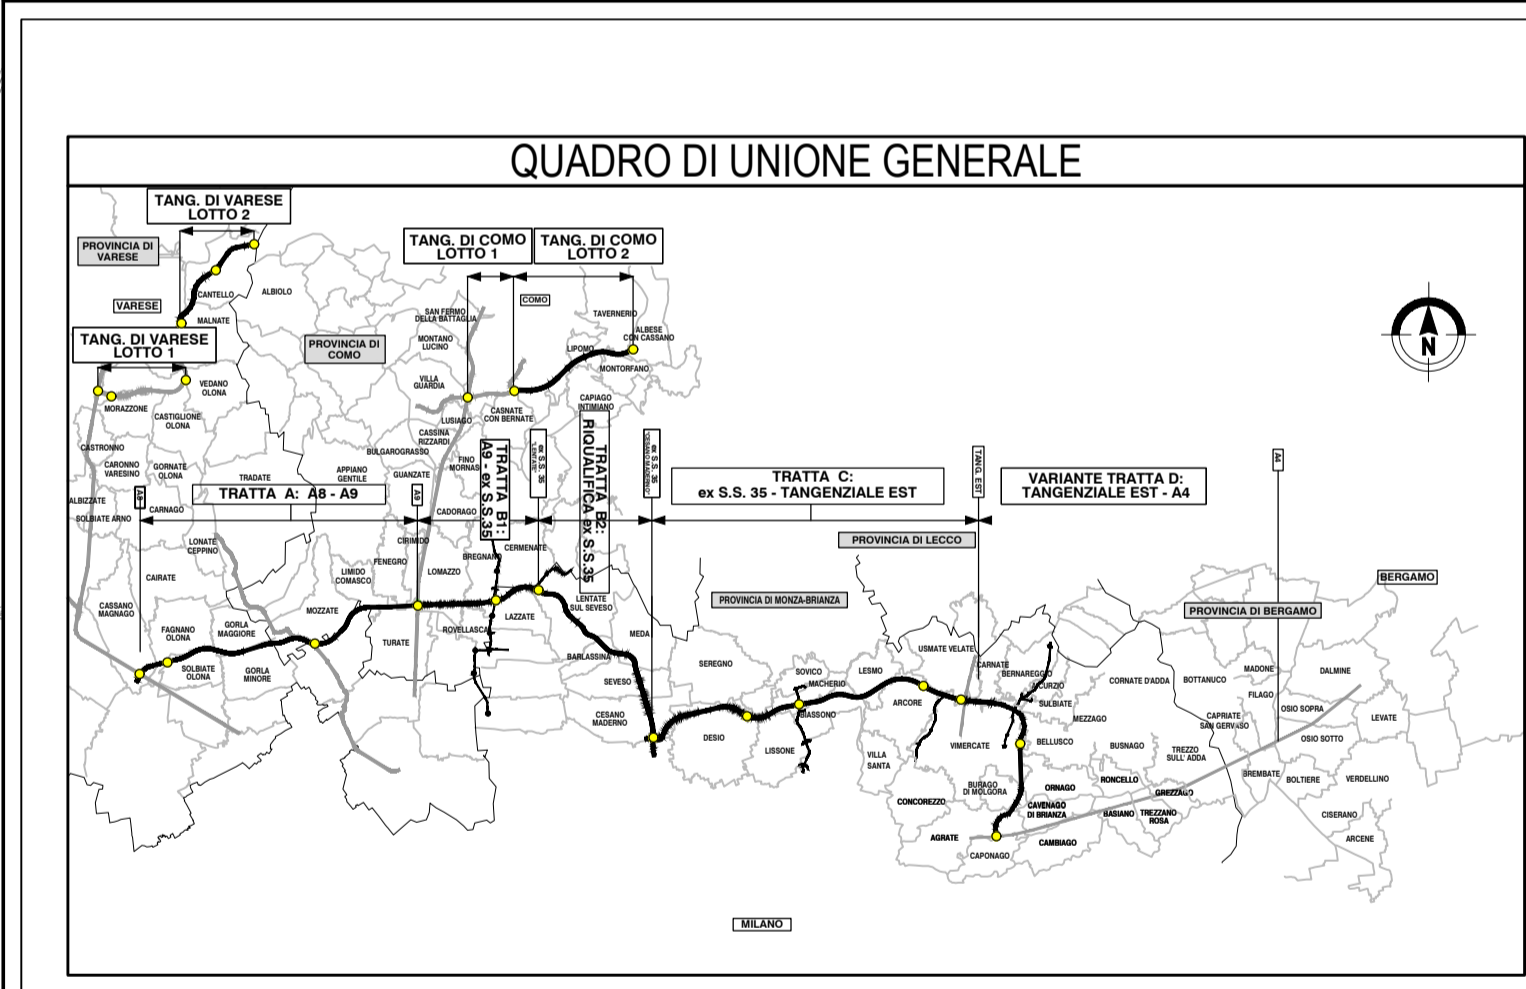 QUADRO DI UNIONE GENERALE
TANG. DI VARESE
LOTTO 2
PROVINCIA DI
VARESE
VARESE
CANTELLO
ALBIOLO
MALNATE
TANG. DI VARESE
LOTTO 1
VEDANO
OLONA
MORAZZONE
CASTIGLIONE
OLONA
PROVINCIA DI
COMO
TANG. DI COMO
LOTTO 1
TANG. DI COMO
LOTTO 2
COMO
SAN FERMO
DELLA BATTAGLIA
MONTANO
LUCINO
VILLA
GUARDIA
TAVERNERIO
ALBESE
CON CASSANO
LIPOMO
MONTORFANO
CAPIAGO
INTIMIANO
LUSIAGO
CASNATE
CON BERNATE
CASSINA
RIZZARDI
BULGAROGRASSO
FINO
MORNAS
GUANZATE
APPIANO
GENTILE
CASTRONNO
CARONNO
VARESINO
GORNATE
OLONA
TRADATE
ALBIZZATE
SOLBIATE ARNO
CARNAGO
A8
TRATTA A: A8 - A9
A9
TRATTA B1:
A9 - ex S.S.35
ex S.S. 35
"LENTATE"
TRATTA B2:
RIQUALIFICA ex S.S.35
ex S.S. 35
"CESANO MADERNO"
TRATTA C:
ex S.S. 35 - TANGENZIALE EST
TANG. EST
VARIANTE TRATTA D:
TANGENZIALE EST - A4
A4
CADORAGO
CIRIMIDO
LONATE
CEPPINO
FENEGRO
LIMIDO
COMASCO
LOMAZZO
BREGNANO
CERMENATE
CAIRATE
CASSANO
MAGNAGO
MOZZATE
FAGNANO
OLONA
GORLA
MAGGIORE
SOLBIATE
OLONA
GORLA
MINORE
TURATE
ROVELLASCA
LAZZATE
LENTATE
SUL SEVESO
MEDA
BARLASSINA
SEVESO
CESANO
MADERNO
PROVINCIA DI LECCO
PROVINCIA DI MONZA-BRIANZA
PROVINCIA DI BERGAMO
BERGAMO
SEREGNO
DESIO
SOVICO
MACHERIO
BIASSONO
LISSONE
LESMO
USMATE VELATE
CARNATE
BERNAREGGIO
AICURZIO
SULBIATE
MEZZAGO
CORNATE D'ADDA
BOTTANUCO
ARCORE
VILLA
SANTA
VIMERCATE
BELLUSCO
BUSNAGO
TREZZO
SULL' ADDA
MADONE
DALMINE
FILAGO
OSIO SOPRA
CAPRIATE
SAN GERVASO
LEVATE
OSIO SOTTO
BREMBATE
BOLTIERE
VERDELLINO
CISERANO
ARCENE
BURAGO
DI MOLGORA
ORNAGO
RONCELLO
GREZZAGO
CONCOREZZO
CAVENAGO
DI BRIANZA
BASIANO
TREZZANO
ROSA
AGRATE
CAMBIAGO
CAPONAGO
MILANO
N